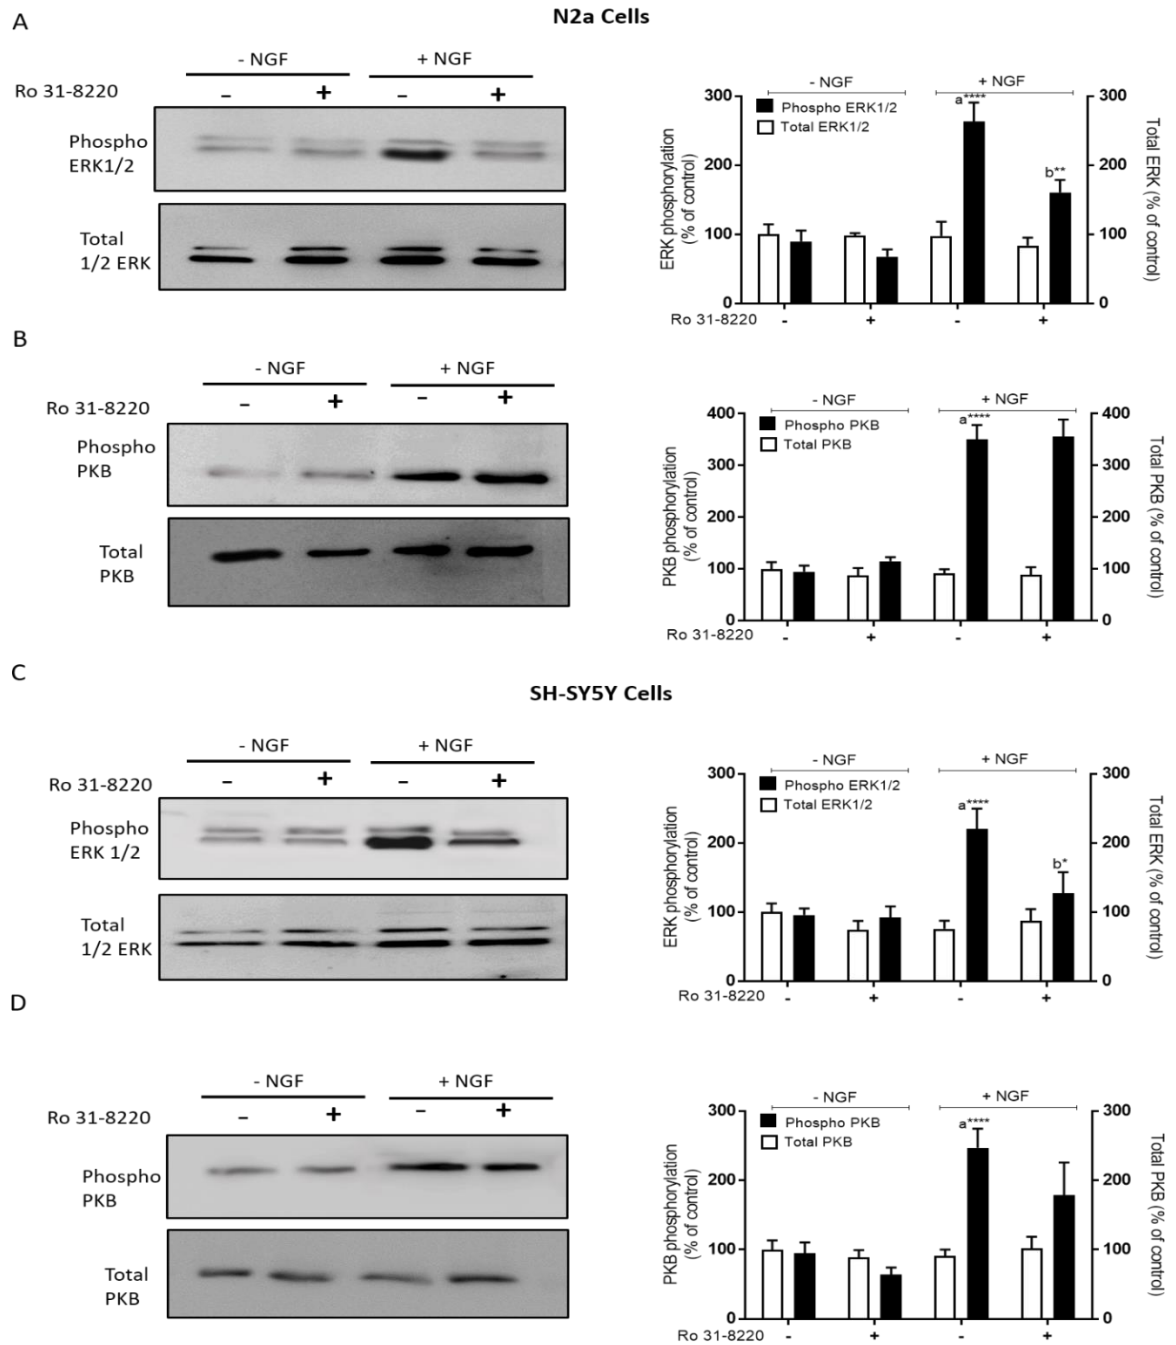 N2a Cells
A
- NGF + NGF
Ro 31-8220 – + – +
Phospho
ERK1/2
Total
1/2 ERK
- NGF + NGF
Phospho ERK1/2
Total ERK1/2
a****
b**
300
200
100
0
ERK phosphorylation
(% of control)
300
200
100
0
Total ERK (% of control)
Ro 31-8220 - + - +
B
- NGF + NGF
Ro 31-8220 – + – +
Phospho
PKB
Total
PKB
- NGF + NGF
Phospho PKB
Total PKB
a****
400
300
200
100
0
PKB phosphorylation
(% of control)
400
300
200
100
0
Total PKB (% of control)
Ro 31-8220 - + - +
C
SH-SY5Y Cells
- NGF + NGF
Ro 31-8220 – + – +
Phospho
ERK 1/2
Total
1/2 ERK
- NGF + NGF
Phospho ERK1/2
Total ERK1/2
a****
b*
300
200
100
0
ERK phosphorylation
(% of control)
300
200
100
0
Total ERK (% of control)
Ro 31-8220 - + - +
D
- NGF + NGF
Ro 31-8220 – + – +
Phospho
PKB
Total
PKB
- NGF + NGF
Phospho PKB
Total PKB
a****
300
200
100
0
PKB phosphorylation
(% of control)
300
200
100
0
Total PKB (% of control)
Ro 31-8220 - + - +